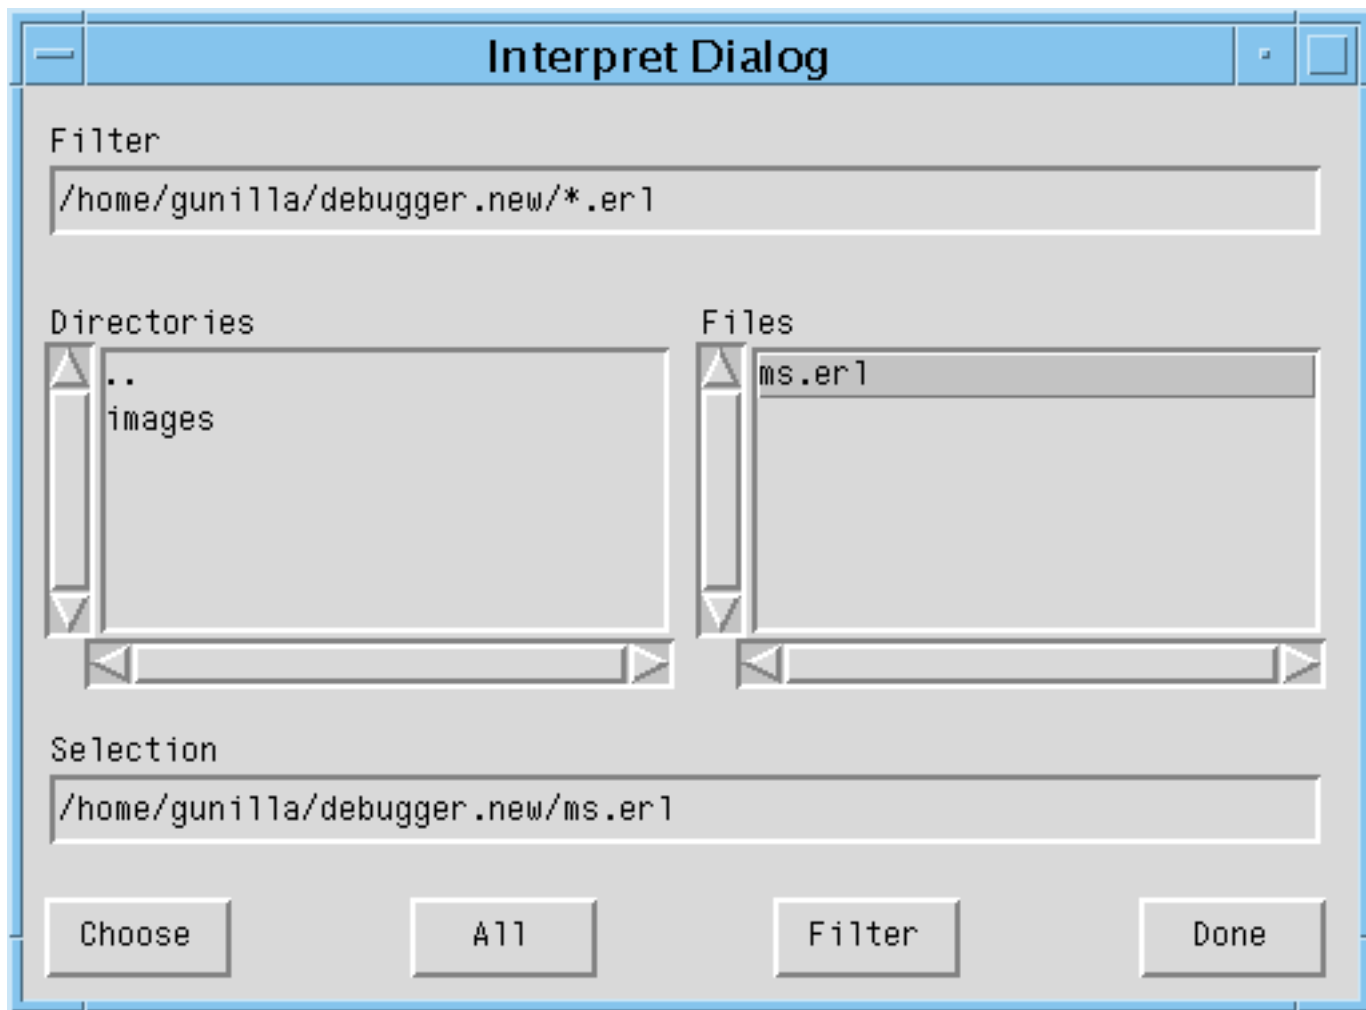 Interpret Dialog
Filter
/home/gunilla/debugger.new/*.erl
Directories
..
images
Files
ms.erl
Selection
/home/gunilla/debugger.new/ms.erl
Choose
All
Filter
Done